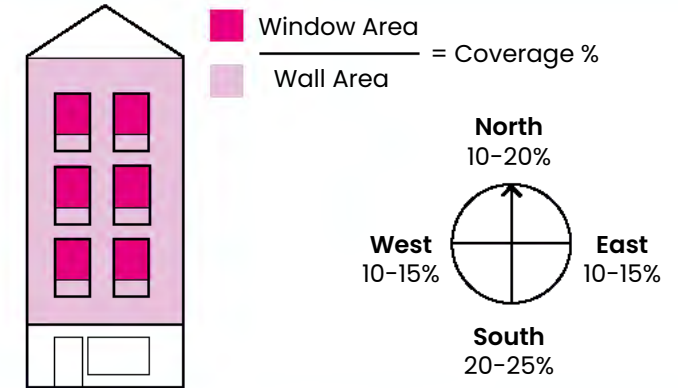 Window Area
Wall Area
= Coverage %
North
10-20%
West
10-15%
East
10-15%
South
20-25%